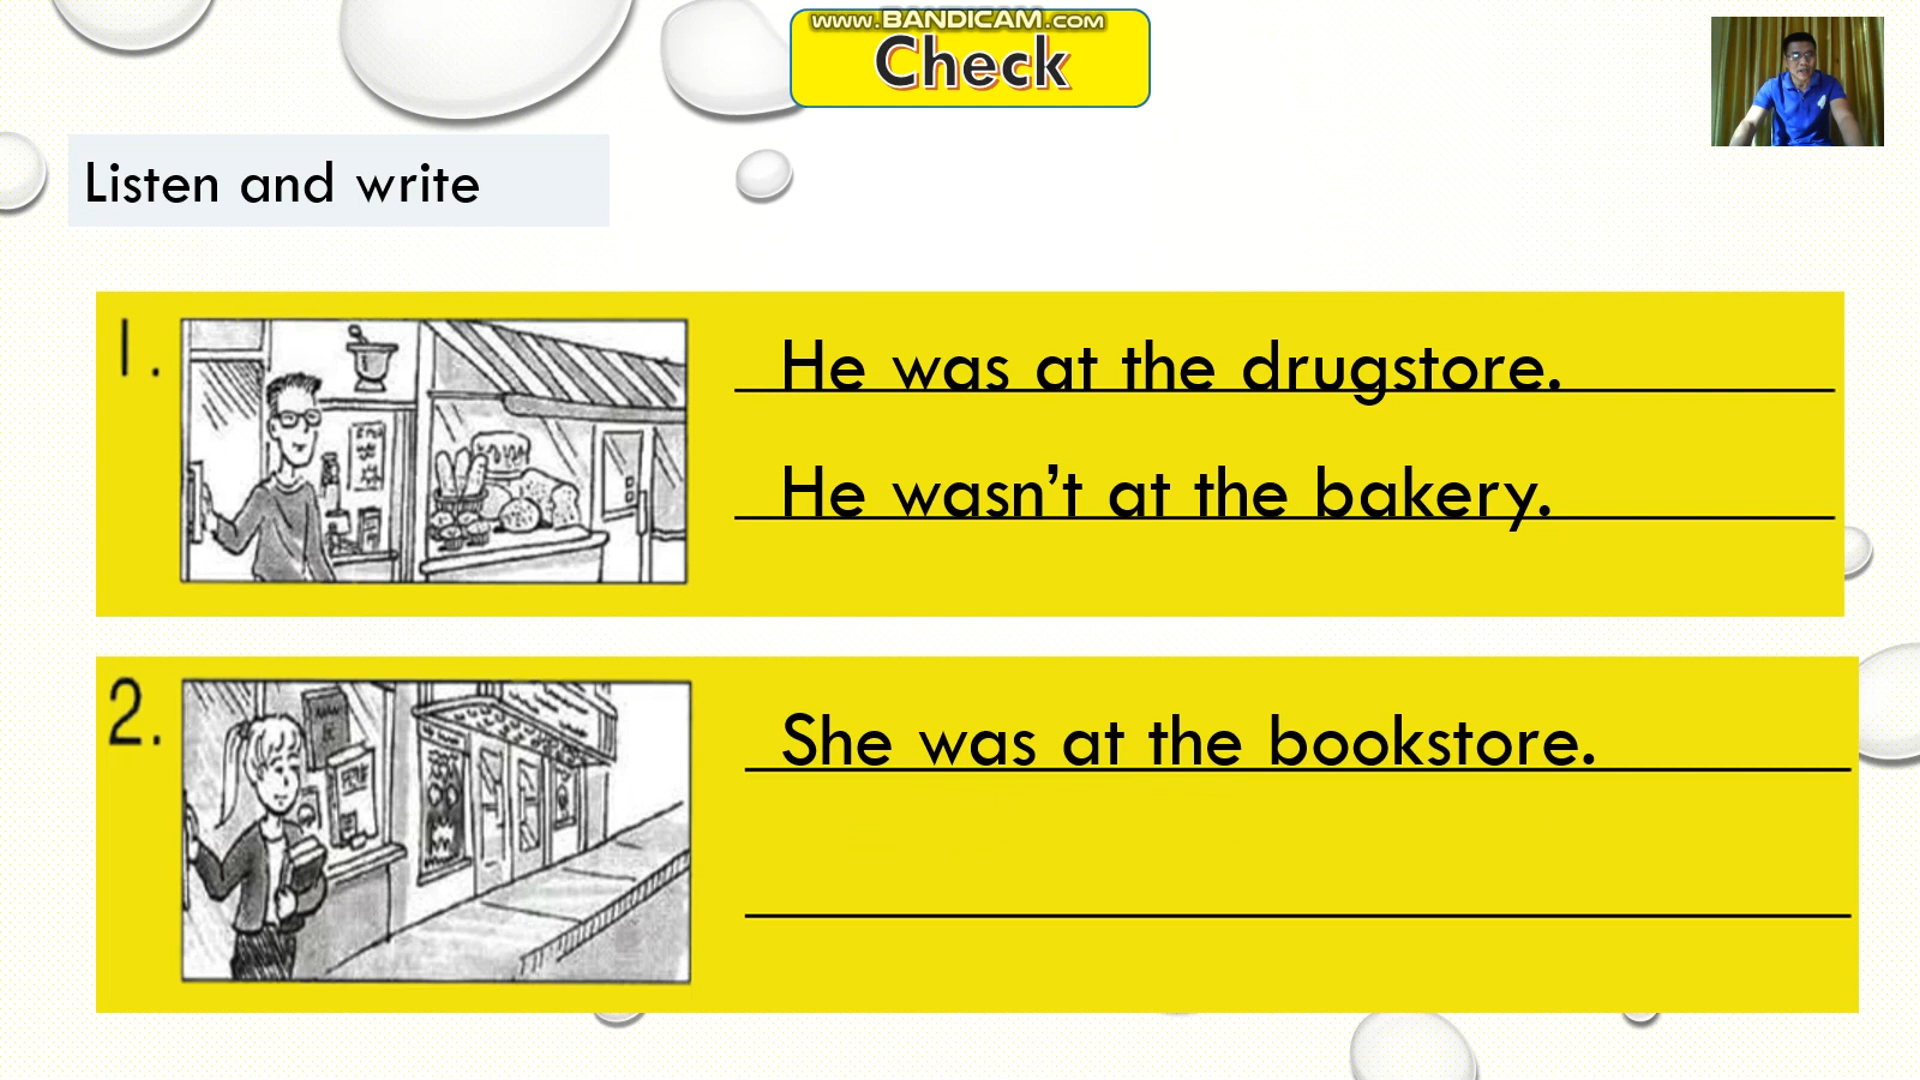 www.BANDICAM.com
Check
Listen and write
1.
He was at the drugstore.
He wasn't at the bakery.
2.
She was at the bookstore.